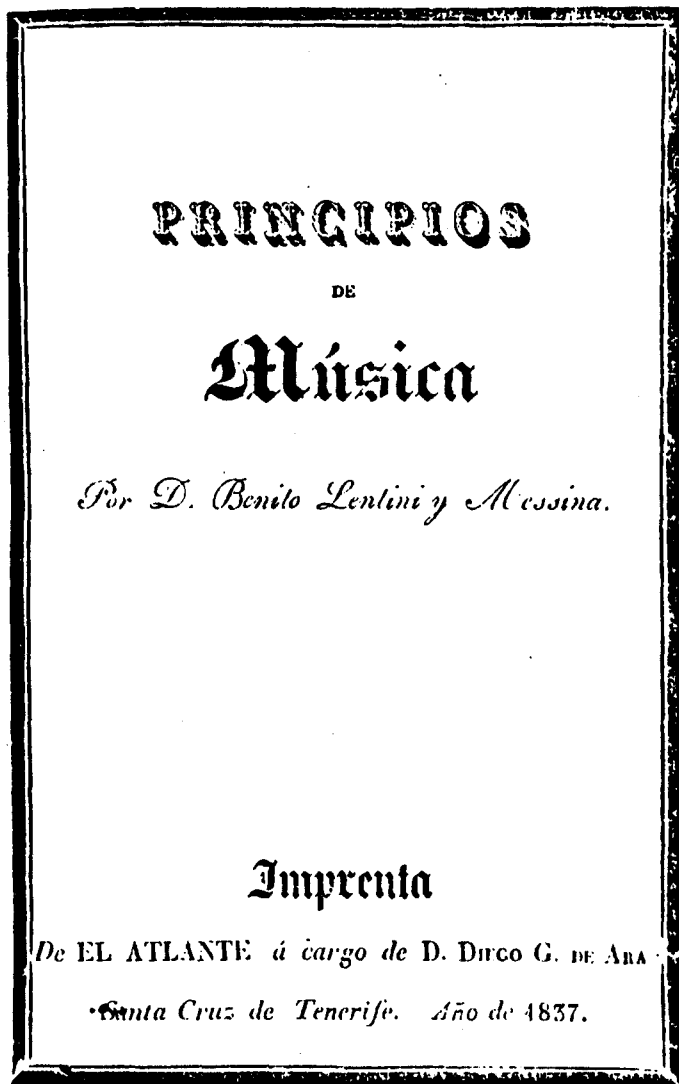 PRINCIPIOS
DE
Música
Por D. Benito Lentini y Messina.
Imprenta
De EL ATLANTE á cargo de D. Diego G. DE ARA
Santa Cruz de Tenerife. Año de 1837.